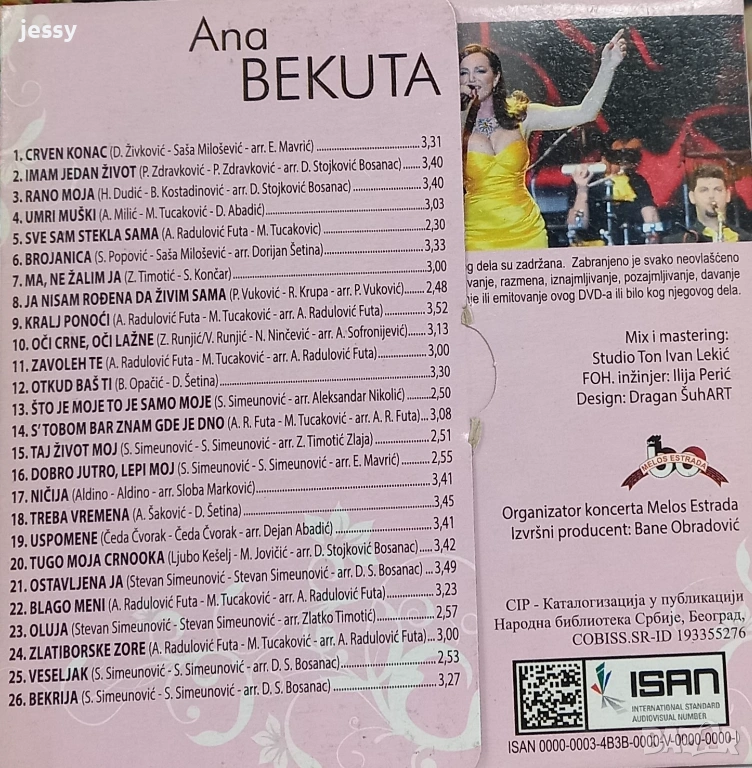 jessy
Ana
BEKUTA
1. CRVEN KONAC (D. Živković - Saša Milošević - arr. E. Mavrić) ....................................3,31
2. IMAM JEDAN ŽIVOT (P. Zdravković - P. Zdravković - arr. D. Stojković Bosanac)......3,40
3. RANO MOJA (H. Dudić - B. Kostadinović - arr. D. Stojković Bosanac)........................3,40
4. UMRI MUŠKI (A. Milić - M. Tucaković - D. Abadić)......................................................3,03
5. SVE SAM STEKLA SAMA (A. Radulović Futa - M. Tucakovic) .....................................2,30
6. BROJANICA (S. Popović - Saša Milošević - arr. Dorijan Šetina)...................................3,33
7. MA, NE ŽALIM JA (Z. Timotić - S. Končar)...................................................................3,00
8. JA NISAM ROĐENA DA ŽIVIM SAMA (P. Vuković - R. Krupa - arr. P. Vuković).......2,48
9. KRALJ PONOĆI (A. Radulović Futa - M. Tucaković - arr. A. Radulović Futa)...............3,52
10. OČI CRNE, OČI LAŽNE (Z. Runjić/V. Runjić - N. Ninčević - arr. A. Sofronijević)......3,13
11. ZAVOLEH TE (A. Radulović Futa - M. Tucaković - arr. A. Radulović Futa)..................3,00
12. OTKUD BAŠ TI (B. Opačić - D. Šetina)........................................................................3,30
13. ŠTO JE MOJE TO JE SAMO MOJE (S. Simeunović - arr. Aleksandar Nikolić) ........2,50
14. S' TOBOM BAR ZNAM GDE JE DNO (A. R. Futa - M. Tucaković - arr. A. R. Futa)...3,08
15. TAJ ŽIVOT MOJ (S. Simeunović - S. Simeunović - arr. Z. Timotić Zlaja)....................2,51
16. DOBRO JUTRO, LEPI MOJ (S. Simeunović - S. Simeunović - arr. E. Mavrić) ..........2,55
17. NIČIJA (Aldino - Aldino - arr. Sloba Marković)............................................................3,41
18. TREBA VREMENA (A. Šaković - D. Šetina) ..................................................................3,45
19. USPOMENE (Čeda Čvorak - Čeda Čvorak - arr. Dejan Abadić)...................................3,41
20. TUGO MOJA CRNOOKA (Ljubo Kešelj - M. Jovičić - arr. D. Stojković Bosanac).....3,42
21. OSTAVLJENA JA (Stevan Simeunović - Stevan Simeunović - arr. D. S. Bosanac) ...3,49
22. BLAGO MENI (A. Radulović Futa - M. Tucaković - arr. A. Radulović Futa).................3,23
23. OLUJA (Stevan Simeunović - Stevan Simeunović - arr. Zlatko Timotić).....................2,57
24. ZLATIBORSKE ZORE (A. Radulović Futa - M. Tucaković - arr. A. Radulović Futa)...3,00
25. VESELJAK (S. Simeunović - S. Simeunović - arr. D. S. Bosanac)...............................2,53
26. BEKRIJA (S. Simeunović - S. Simeunović - arr. D. S. Bosanac) ..................................3,27
g dela su zadržana. Zabranjeno je svako neovlašćeno
vanje, razmena, iznajmljivanje, pozajmljivanje, davanje
je ili emitovanje ovog DVD-a ili bilo kog njegovog dela.
Mix i mastering:
Studio Ton Ivan Lekić
FOH. inžinjer: Ilija Perić
Design: Dragan ŠuhART
MELOS ESTRADA
Organizator koncerta Melos Estrada
Izvršni producent: Bane Obradović
CIP - Каталогизација у публикацији
Народна библиотека Србије, Београд,
COBISS.SR-ID 193355276
ISAN
INTERNATIONAL STANDARD
AUDIOVISUAL NUMBER
ISAN 0000-0003-4B3B-0000-V-0000-0000-